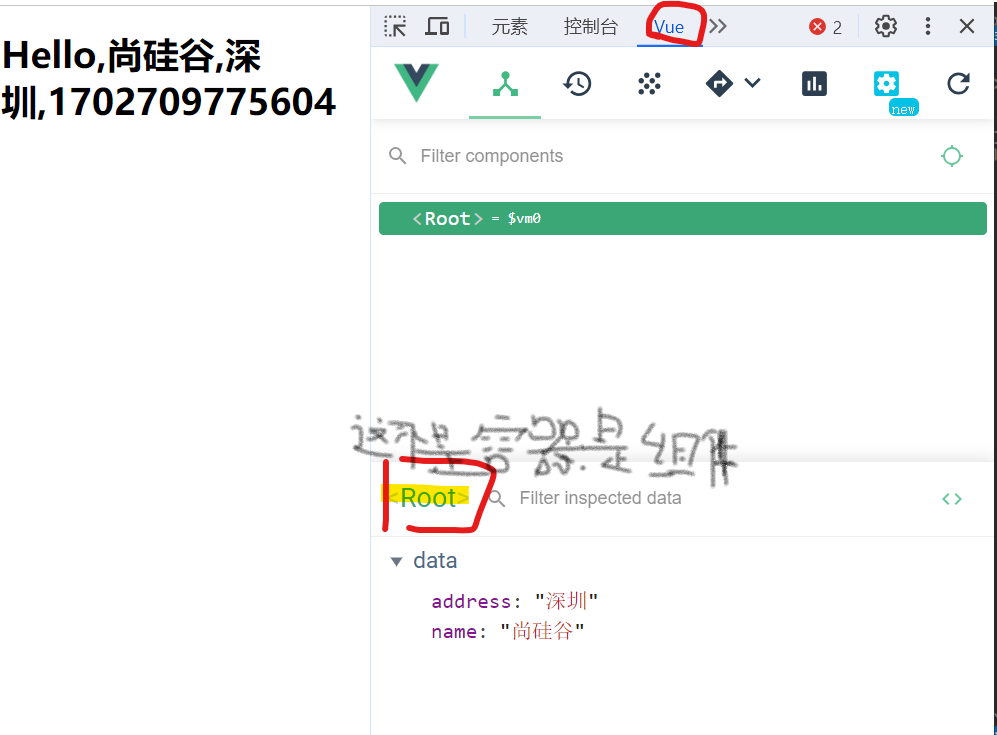 Hello,尚硅谷,深
圳,1702709775604
元素 控制台 Vue 2
new
Filter components
<Root> = $vm0
这不是容器.是组件
<Root> Filter inspected data
data
address: "深圳"
name: "尚硅谷"